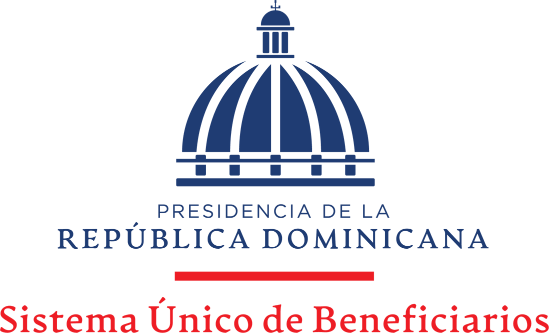 PRESIDENCIA DE LA
REPÚBLICA DOMINICANA
Sistema Único de Beneficiarios